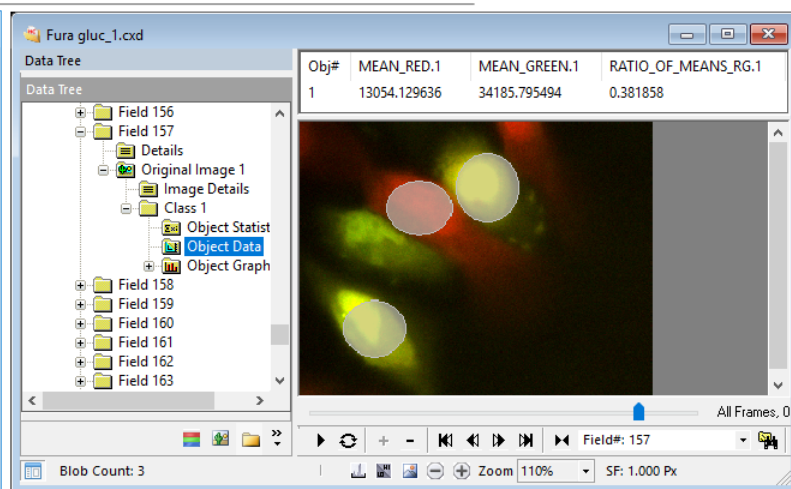 Fura gluc_1.cxd
Data Tree
Data Tree
Field 156
Field 157
Details
Original Image 1
Image Details
Class 1
Object Statist
Object Data
Object Graph
Field 158
Field 159
Field 160
Field 161
Field 162
Field 163
Obj# MEAN_RED.1 MEAN_GREEN.1 RATIO_OF_MEANS_RG.1
1 13054.129636 34185.795494 0.381858
All Frames, 0
Field#: 157
Blob Count: 3
Zoom 110% SF: 1.000 Px